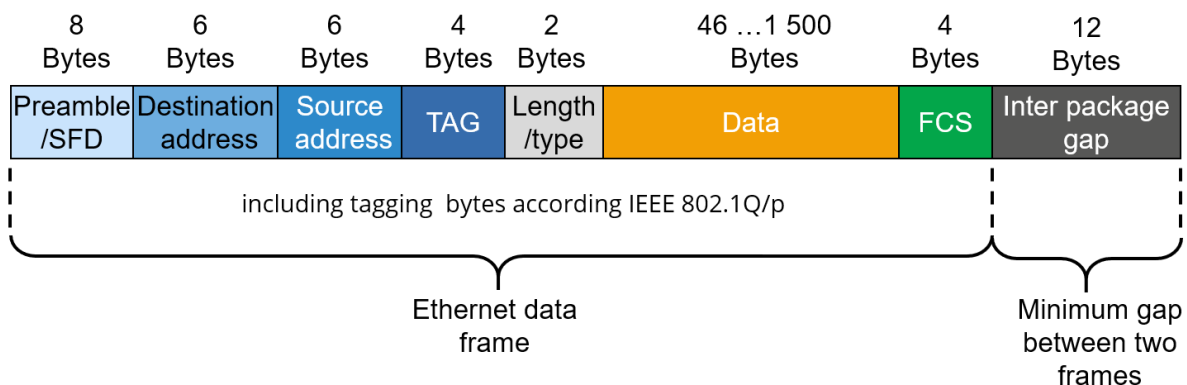 8 6 6 4 2 46 …1 500 4 12
Bytes Bytes Bytes Bytes Bytes Bytes Bytes Bytes
Preamble Destination Source TAG Length Data FCS Inter package
/SFD address address /type gap
including tagging bytes according IEEE 802.1Q/p
Ethernet data
frame
Minimum gap
between two
frames